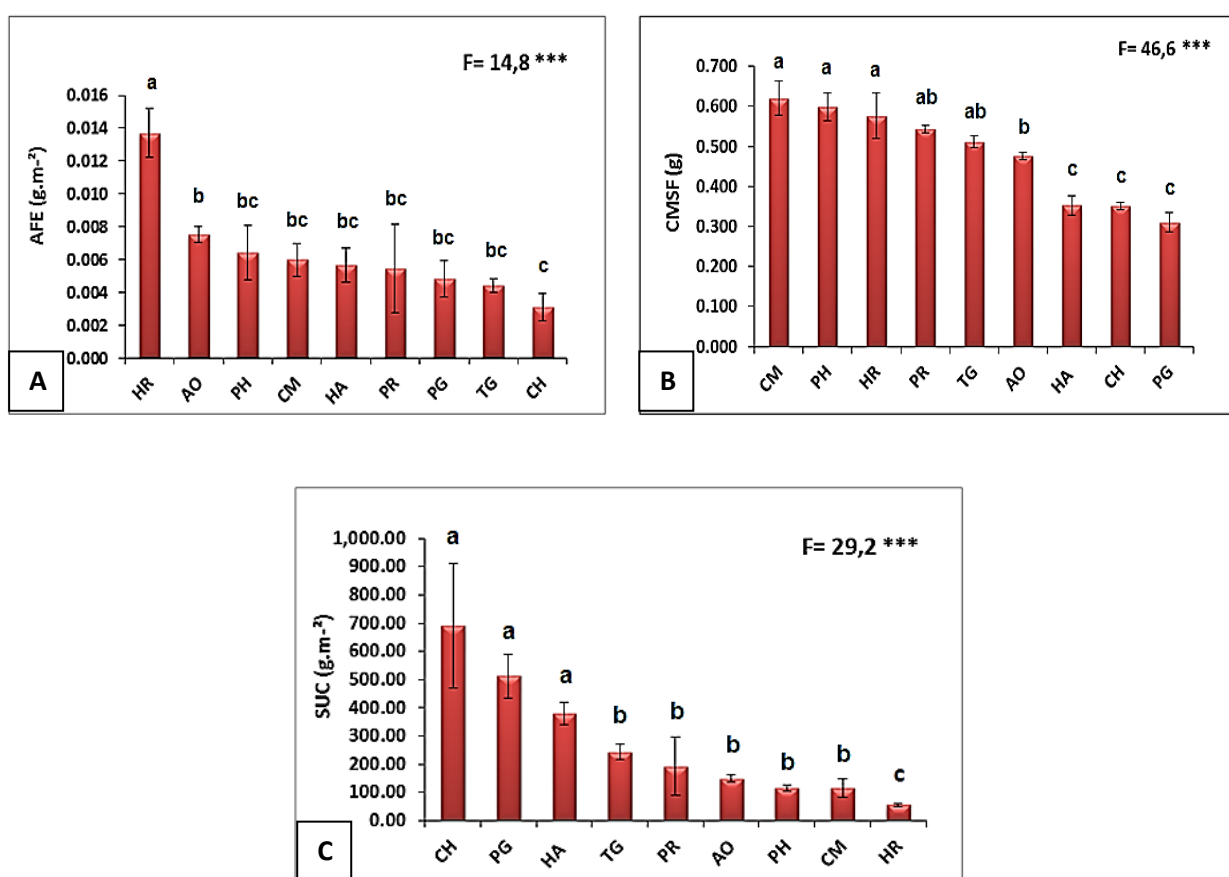 F= 14,8 ***
AFE (g.m-²)
0.016
0.014
0.012
0.010
0.008
0.006
0.004
0.002
0.000
a b bc bc bc bc bc bc c
HR AO PH CM HA PR PG TG CH
A
F= 46,6 ***
CMSF (g)
0.700
0.600
0.500
0.400
0.300
0.200
0.100
0.000
a a a ab ab b c c c
CM PH HR PR TG AO HA CH PG
B
F= 29,2 ***
SUC (g.m-²)
1,000.00
900.00
800.00
700.00
600.00
500.00
400.00
300.00
200.00
100.00
0.00
a a a b b b b b c
CH PG HA TG PR AO PH CM HR
C